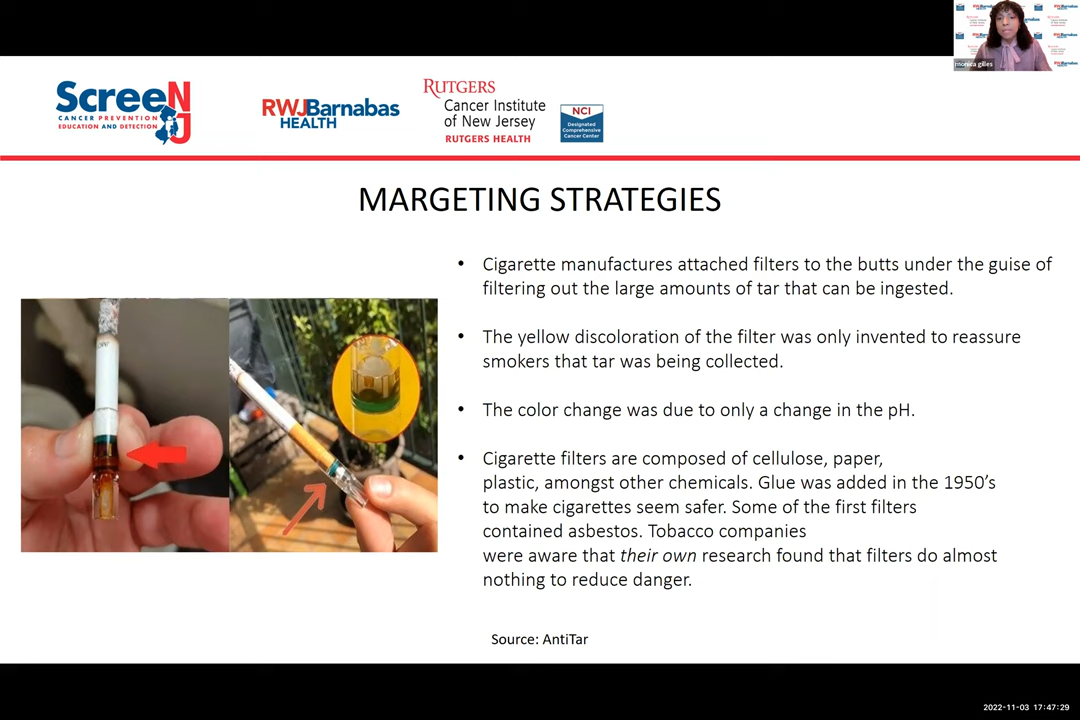 monica gilles
ScreeNJ
CANCER PREVENTION
EDUCATION AND DETECTION
RWJBarnabas
HEALTH
RUTGERS
Cancer Institute
of New Jersey
RUTGERS HEALTH
NCI
Designated
Comprehensive
Cancer Center
MARGETING STRATEGIES
• Cigarette manufactures attached filters to the butts under the guise of
filtering out the large amounts of tar that can be ingested.
• The yellow discoloration of the filter was only invented to reassure
smokers that tar was being collected.
• The color change was due to only a change in the pH.
• Cigarette filters are composed of cellulose, paper,
plastic, amongst other chemicals. Glue was added in the 1950’s
to make cigarettes seem safer. Some of the first filters
contained asbestos. Tobacco companies
were aware that their own research found that filters do almost
nothing to reduce danger.
Source: AntiTar
2022-11-03 17:47:29